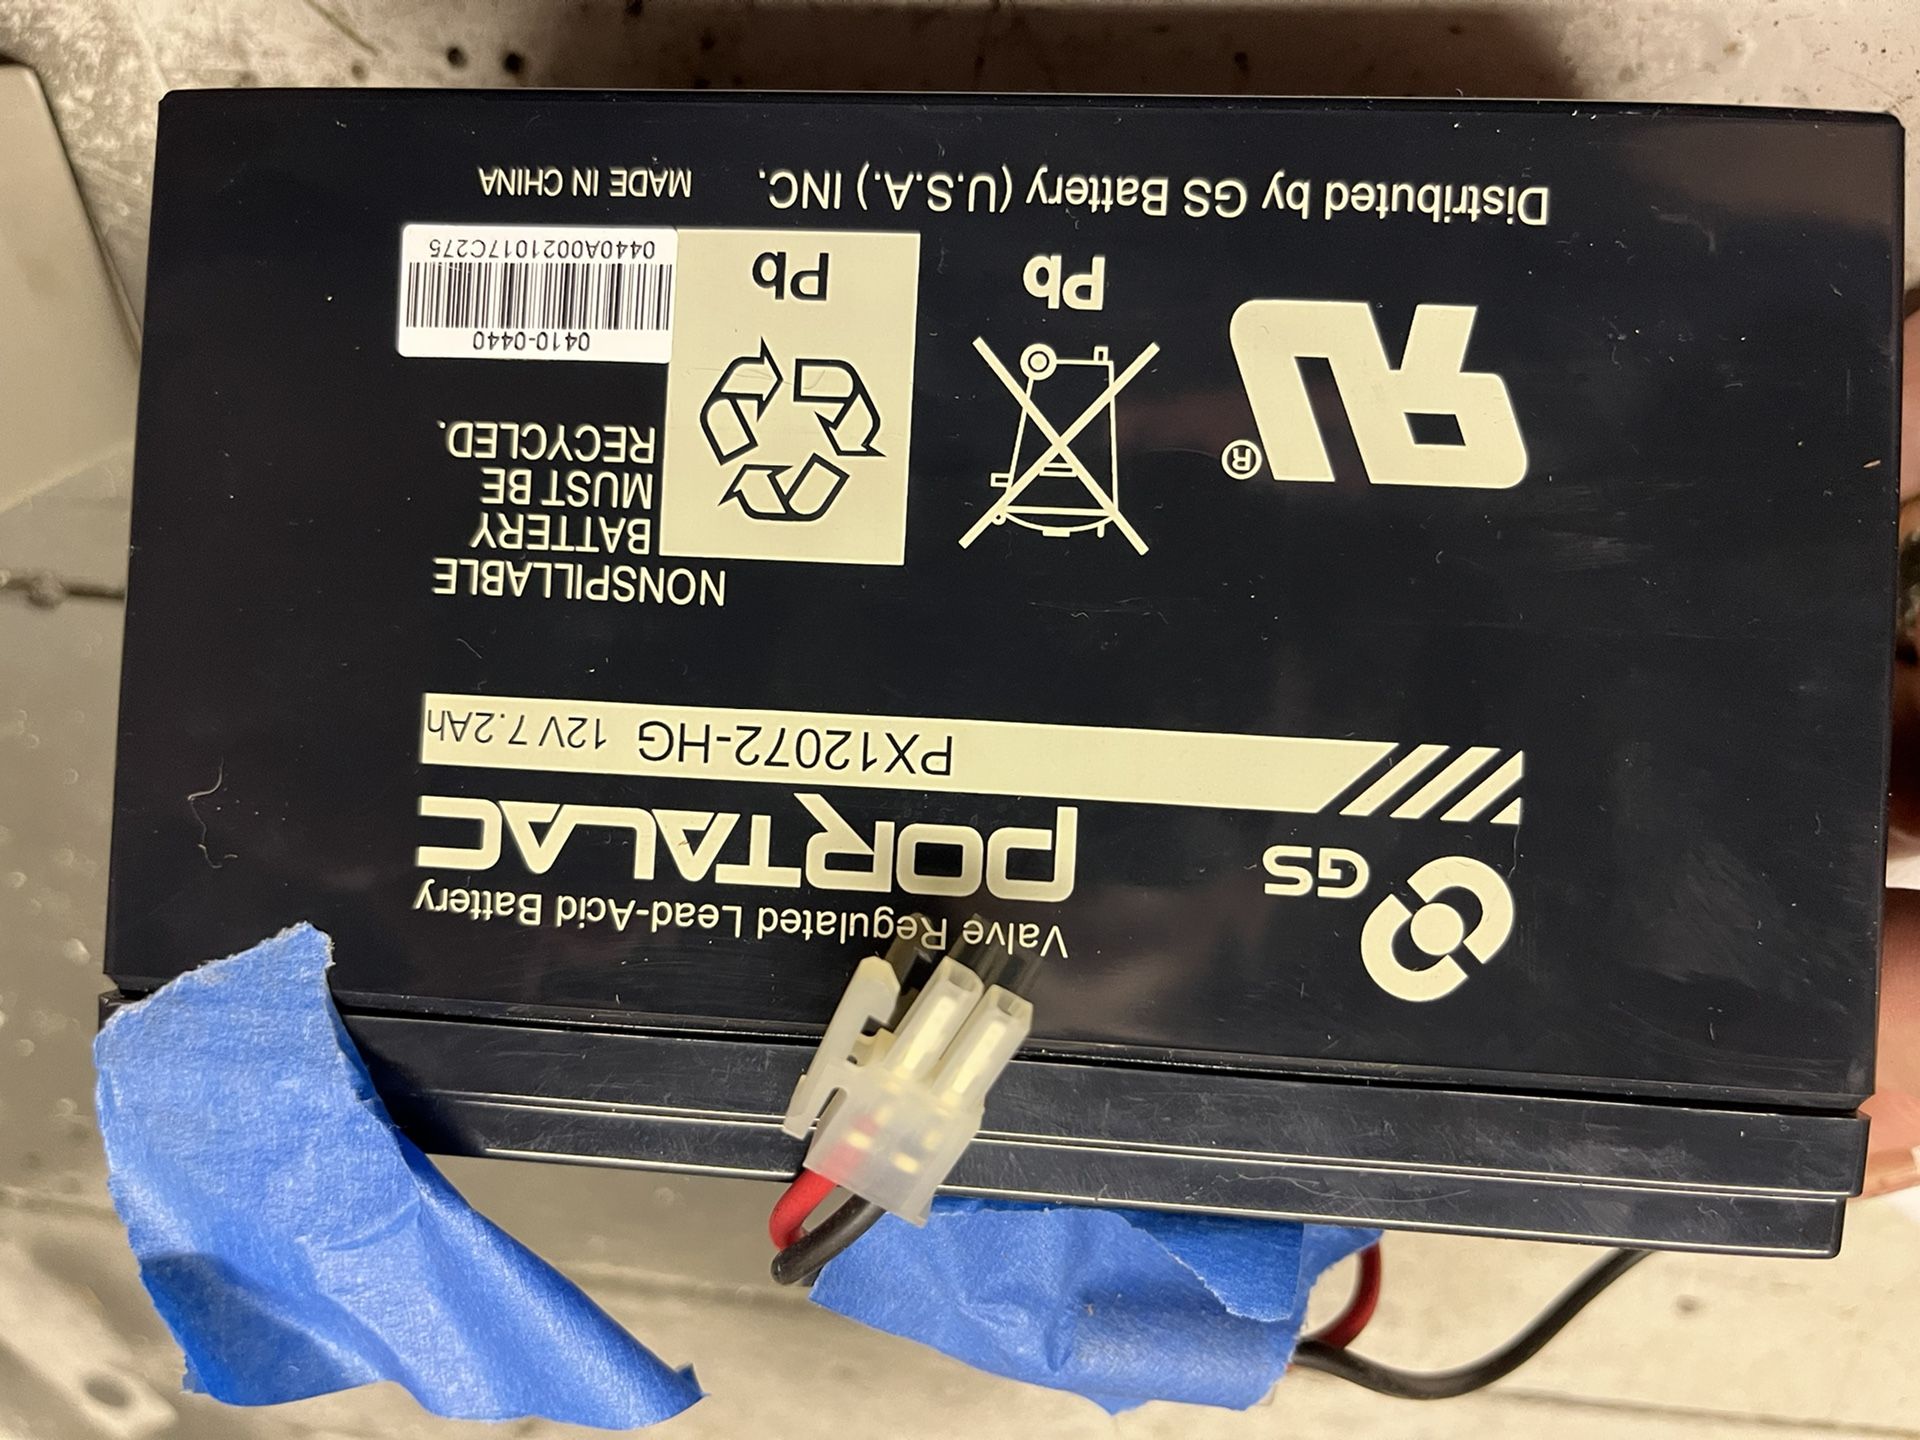 GS
Valve Regulated Lead-Acid Battery
PORTALAC
PX12072-HG 12V 7.2Ah
NONSPILLABLE
BATTERY
MUST BE
RECYCLED.
®
Pb
Pb
0410-0440
0440A0021017C275
Distributed by GS Battery (U.S.A.) INC.
MADE IN CHINA